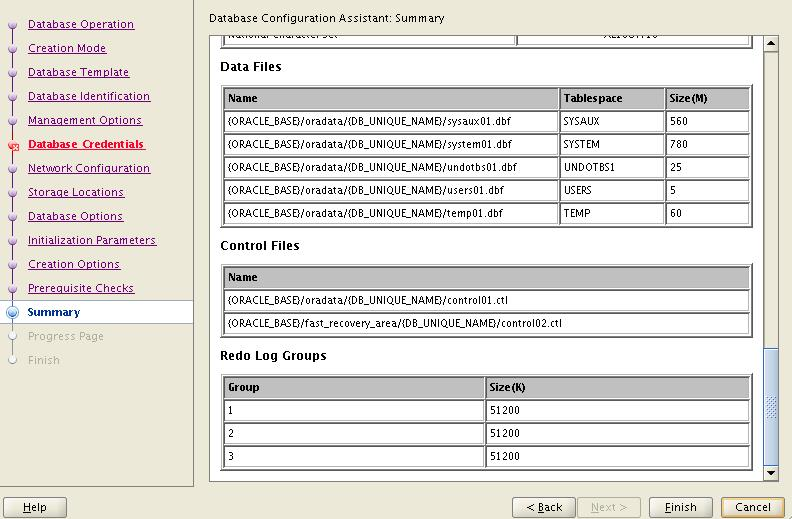 Database Configuration Assistant: Summary
Database Operation
Creation Mode
Database Template
Database Identification
Management Options
Database Credentials
Network Configuration
Storage Locations
Database Options
Initialization Parameters
Creation Options
Prerequisite Checks
Summary
Progress Page
Finish
Data Files
Name Tablespace Size(M)
{ORACLE_BASE}/oradata/{DB_UNIQUE_NAME}/sysaux01.dbf SYSAUX 560
{ORACLE_BASE}/oradata/{DB_UNIQUE_NAME}/system01.dbf SYSTEM 780
{ORACLE_BASE}/oradata/{DB_UNIQUE_NAME}/undotbs01.dbf UNDOTBS1 25
{ORACLE_BASE}/oradata/{DB_UNIQUE_NAME}/users01.dbf USERS 5
{ORACLE_BASE}/oradata/{DB_UNIQUE_NAME}/temp01.dbf TEMP 60
Control Files
Name
{ORACLE_BASE}/oradata/{DB_UNIQUE_NAME}/control01.ctl
{ORACLE_BASE}/fast_recovery_area/{DB_UNIQUE_NAME}/control02.ctl
Redo Log Groups
Group Size(K)
1 51200
2 51200
3 51200
Help < Back Next > Finish Cancel